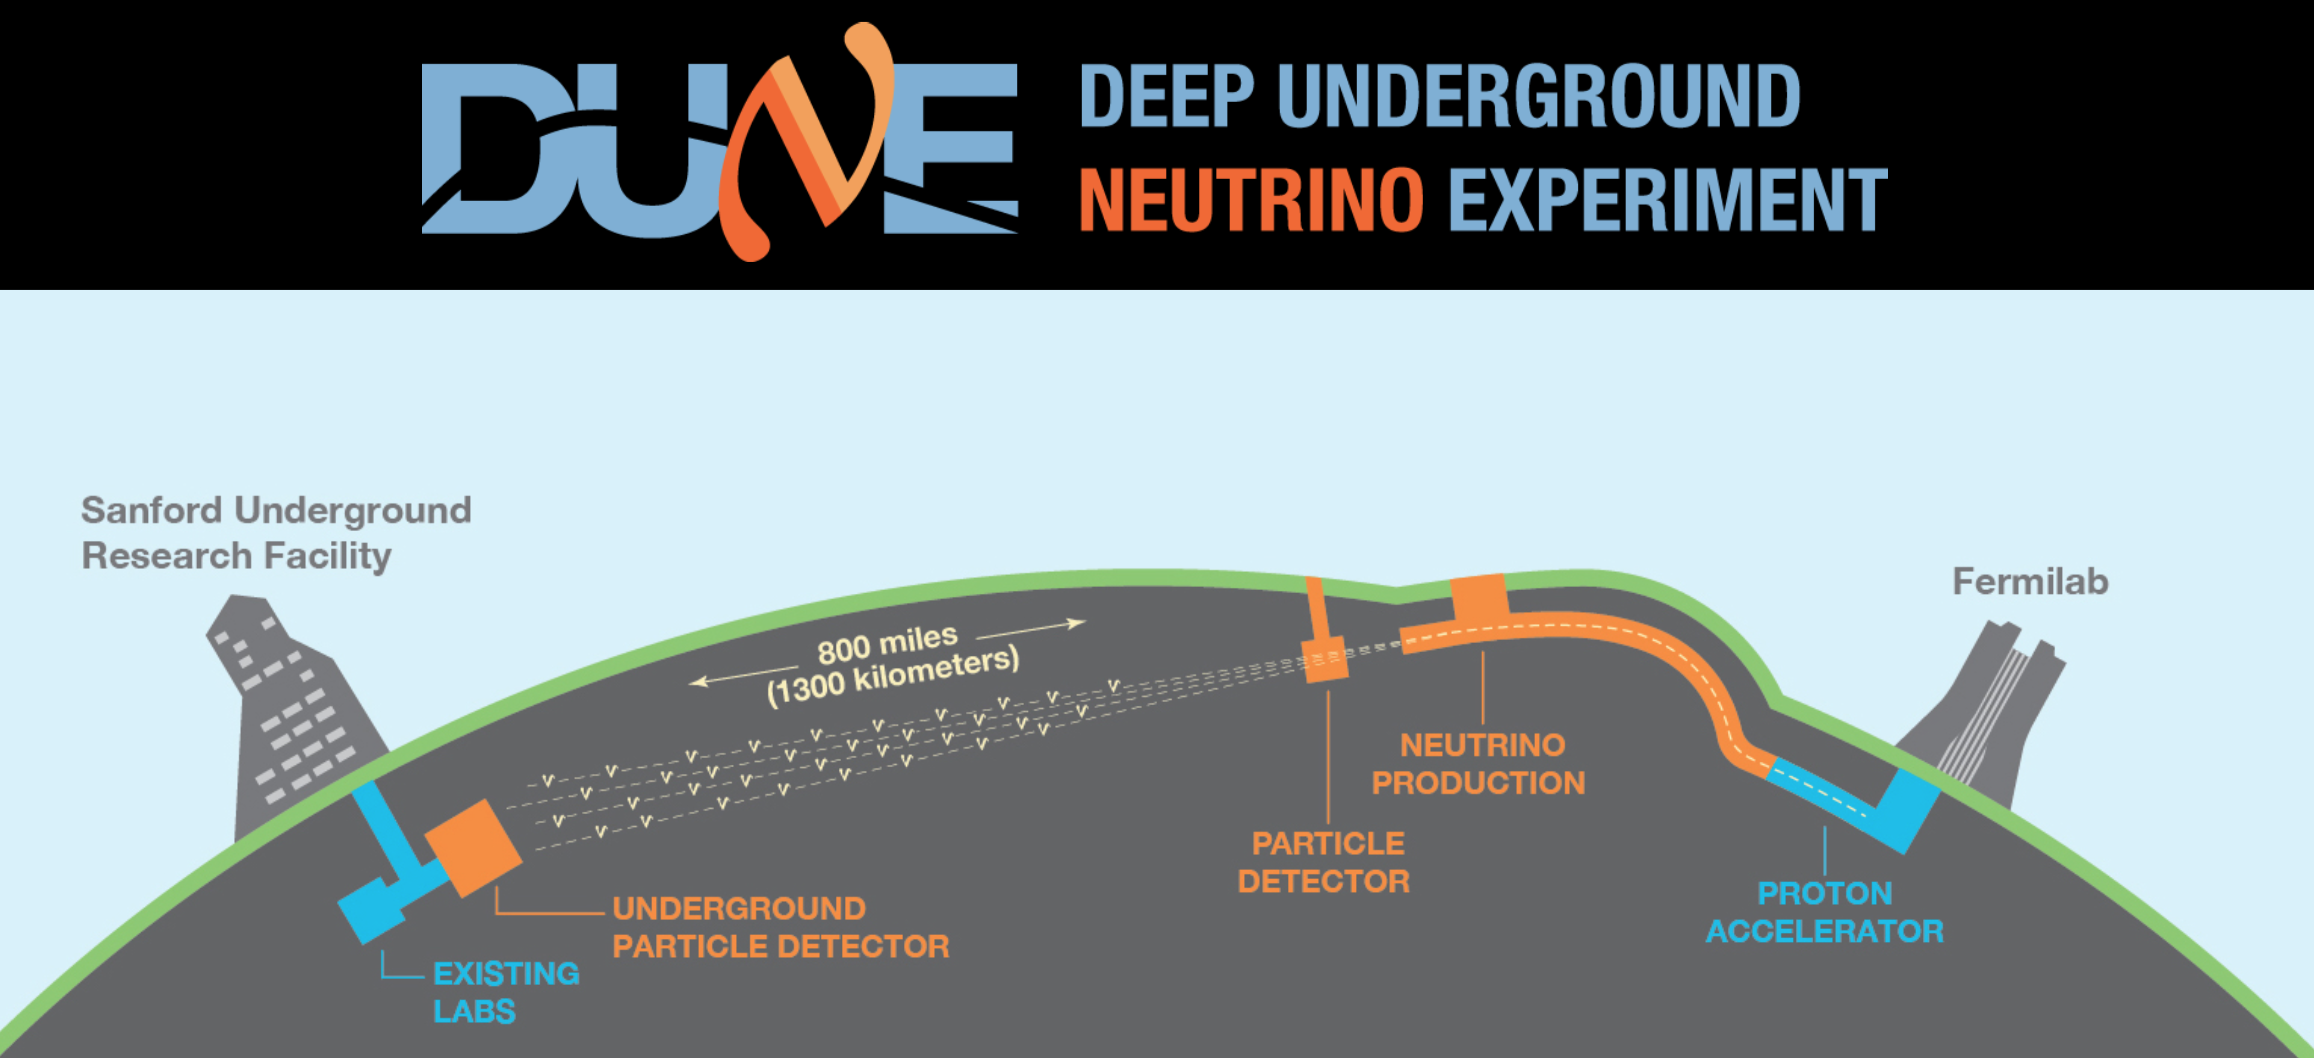 DUNE
DEEP UNDERGROUND
NEUTRINO EXPERIMENT
Sanford Underground
Research Facility
Fermilab
800 miles
(1300 kilometers)
NEUTRINO
PRODUCTION
PARTICLE
DETECTOR
PROTON
ACCELERATOR
UNDERGROUND
PARTICLE DETECTOR
EXISTING
LABS